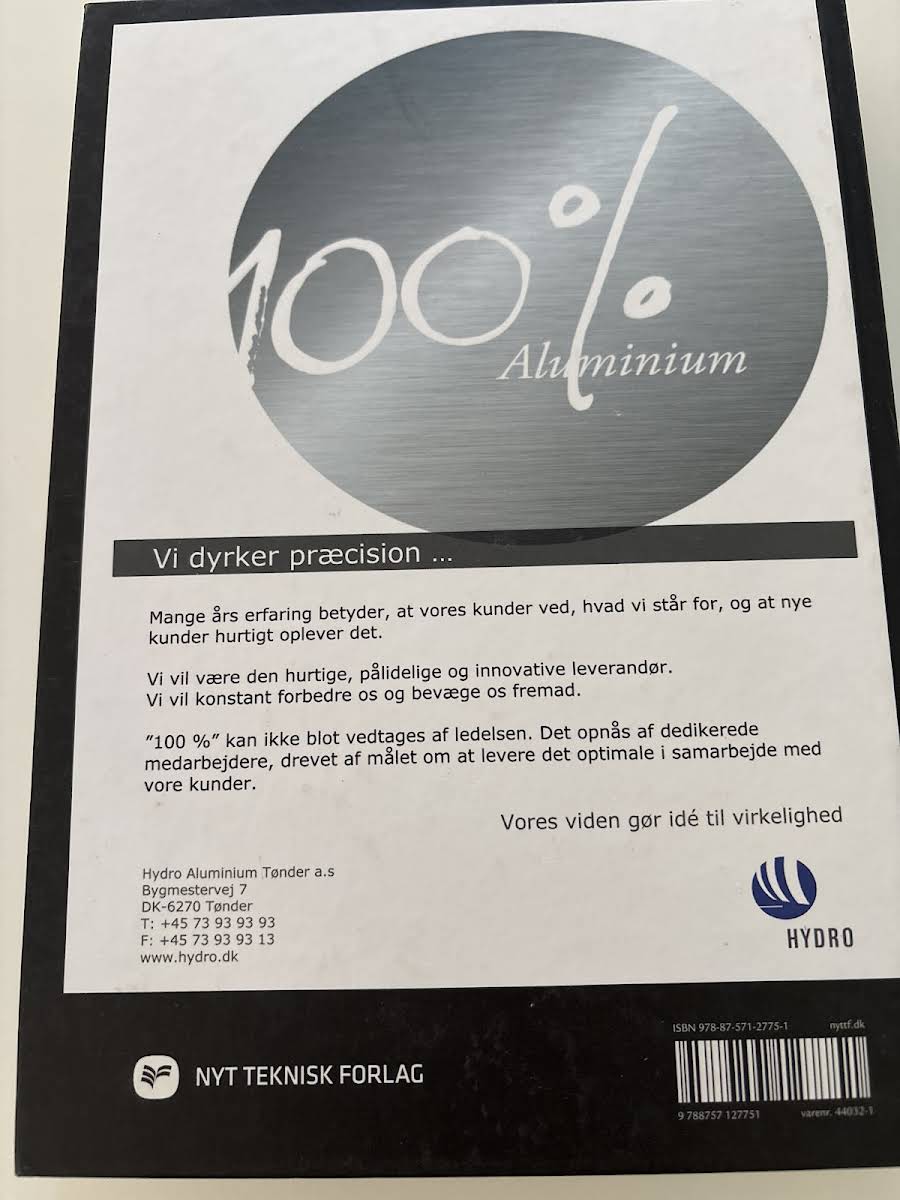 100%
Aluminium
Vi dyrker præcision ...
Mange års erfaring betyder, at vores kunder ved, hvad vi står for, og at nye
kunder hurtigt oplever det.
Vi vil være den hurtige, pålidelige og innovative leverandør.
Vi vil konstant forbedre os og bevæge os fremad.
"100 %" kan ikke blot vedtages af ledelsen. Det opnås af dedikerede
medarbejdere, drevet af målet om at levere det optimale i samarbejde med
vore kunder.
Vores viden gør idé til virkelighed
Hydro Aluminium Tønder a.s
Bygmestervej 7
DK-6270 Tønder
T: +45 73 93 93 93
F: +45 73 93 93 13
www.hydro.dk
HYDRO
ISBN 978-87-571-2775-1 nyttf.dk
NYT TEKNISK FORLAG
9 788757 127751 varenr. 44032-1